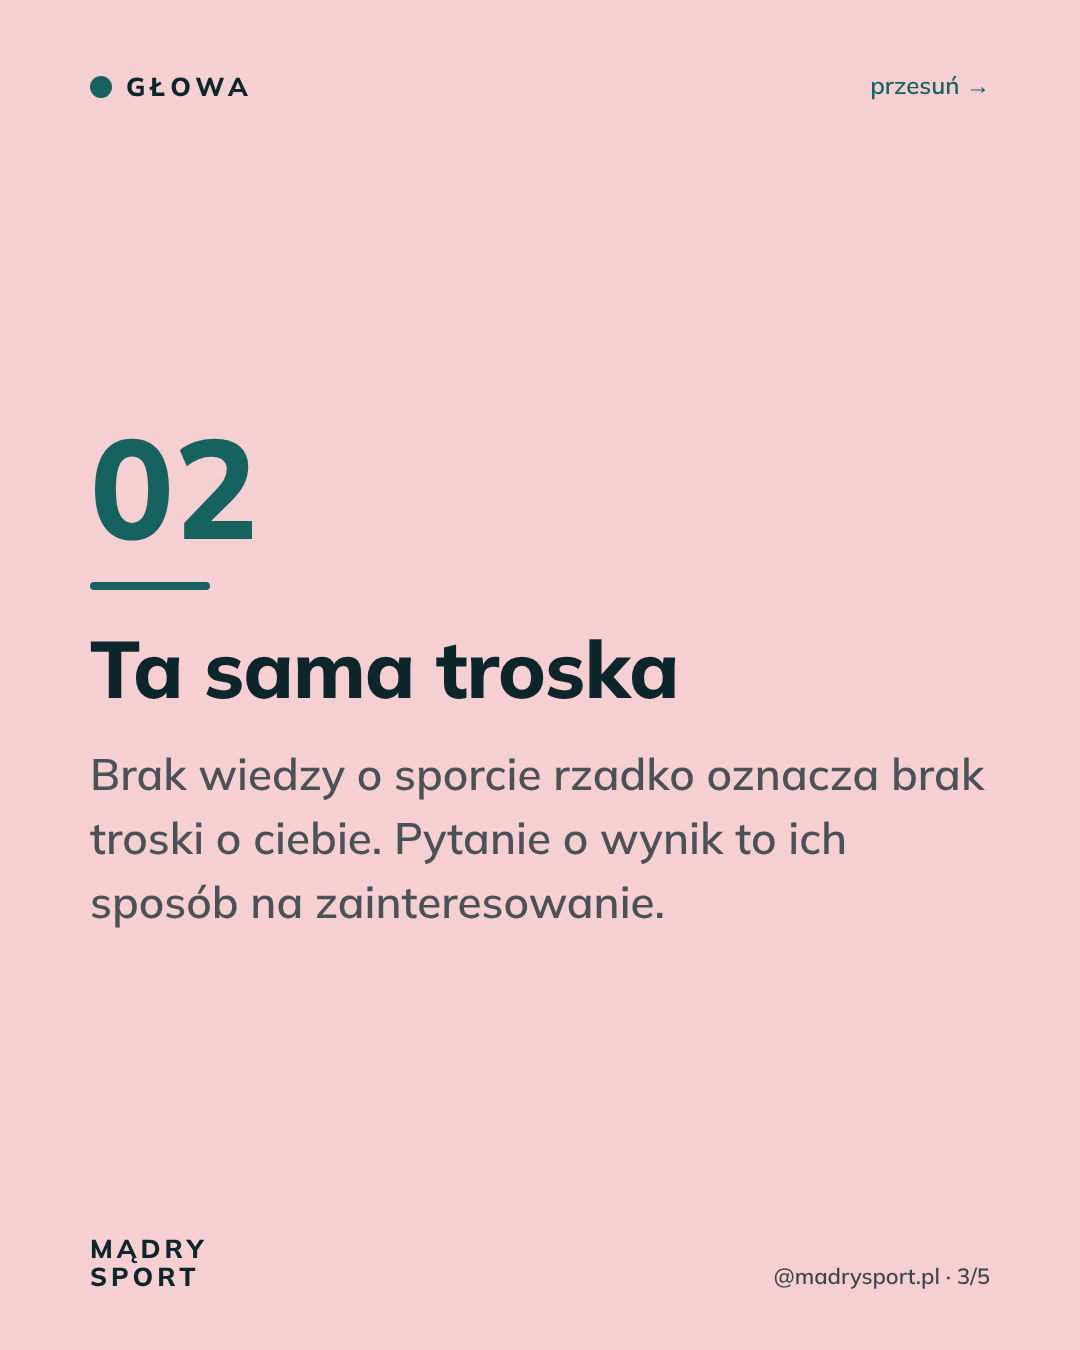 GŁOWA
przesuń →
02
Ta sama troska
Brak wiedzy o sporcie rzadko oznacza brak
troski o ciebie. Pytanie o wynik to ich
sposób na zainteresowanie.
MĄDRY
SPORT
@madrysport.pl · 3/5